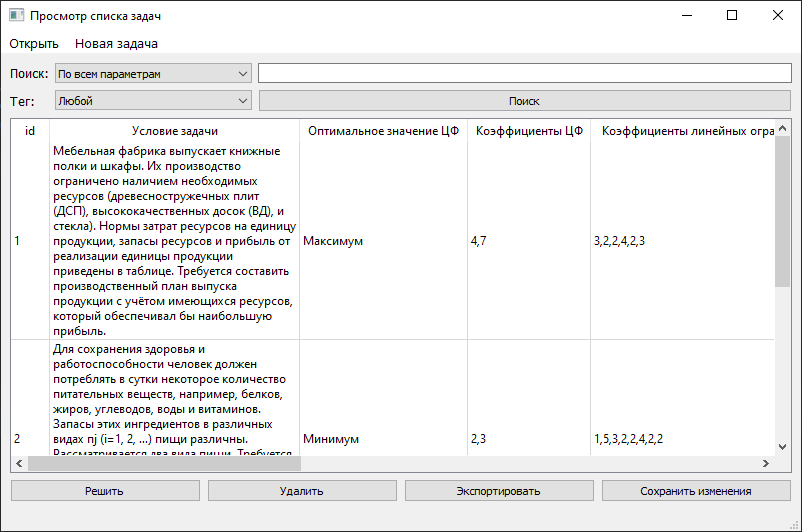 Просмотр списка задач
Открыть Новая задача
Поиск: По всем параметрам
Тег: Любой Поиск
id Условие задачи Оптимальное значение ЦФ Коэффициенты ЦФ Коэффициенты линейных огра
Мебельная фабрика выпускает книжные
полки и шкафы. Их производство
ограничено наличием необходимых
ресурсов (древесностружечных плит
(ДСП), высококачественных досок (ВД), и
стекла). Нормы затрат ресурсов на единицу
1 продукции, запасы ресурсов и прибыль от Максимум 4,7 3,2,2,4,2,3
реализации единицы продукции
приведены в таблице. Требуется составить
производственный план выпуска
продукции с учётом имеющихся ресурсов,
который обеспечивал бы наибольшую
прибыль.
Для сохранения здоровья и
работоспособности человек должен
потреблять в сутки некоторое количество
питательных веществ, например, белков,
жиров, углеводов, воды и витаминов.
Запасы этих ингредиентов в различных
2 видах пj (i=1, 2, ...) пищи различны. Минимум 2,3 1,5,3,2,2,4,2,2
Рассматривается два вида пищи. Требуется
Решить Удалить Экспортировать Сохранить изменения